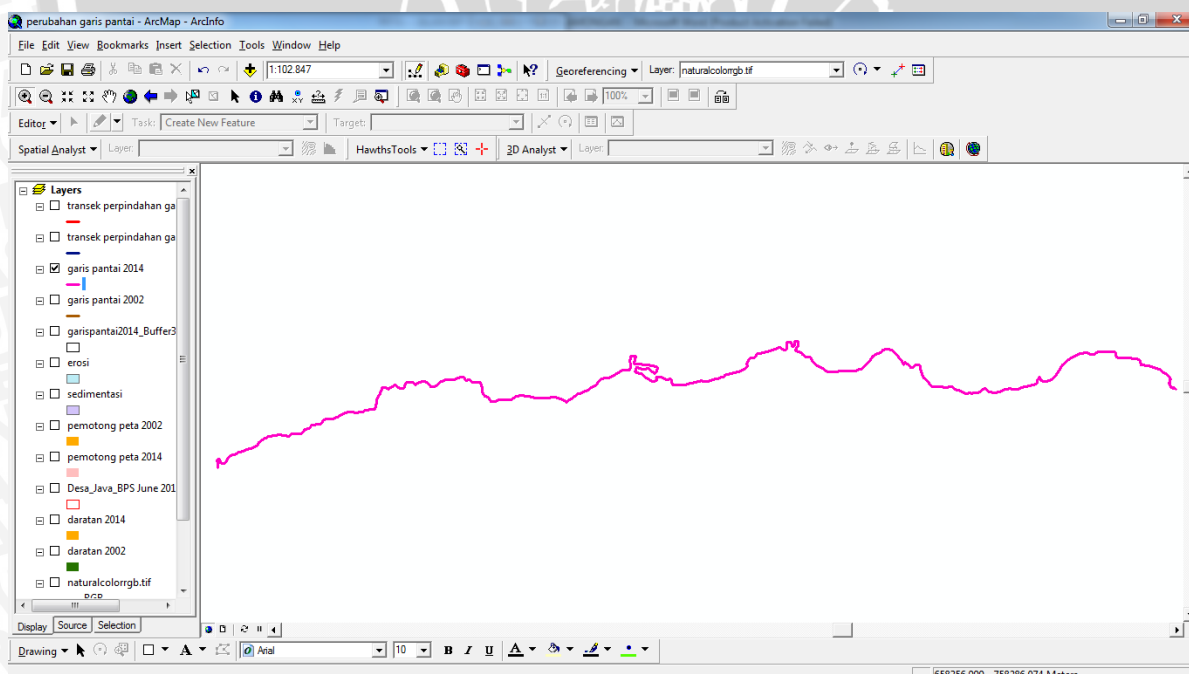 perubahan garis pantai - ArcMap - ArcInfo
File Edit View Bookmarks Insert Selection Tools Window Help
1:102.847 Georeferencing Layer: naturalcolorrgb.tif
100%
Editor Task: Create New Feature Target:
Spatial Analyst Layer: HawthsTools 3D Analyst Layer:
Layers
transek perpindahan ga
transek perpindahan ga
garis pantai 2014
garis pantai 2002
garispantai2014_Buffer3
erosi
sedimentasi
pemotong peta 2002
pemotong peta 2014
Desa_Java_BPS June 201
daratan 2014
daratan 2002
naturalcolorrgb.tif
RGB
Display Source Selection
Drawing A Arial 10 B I U A